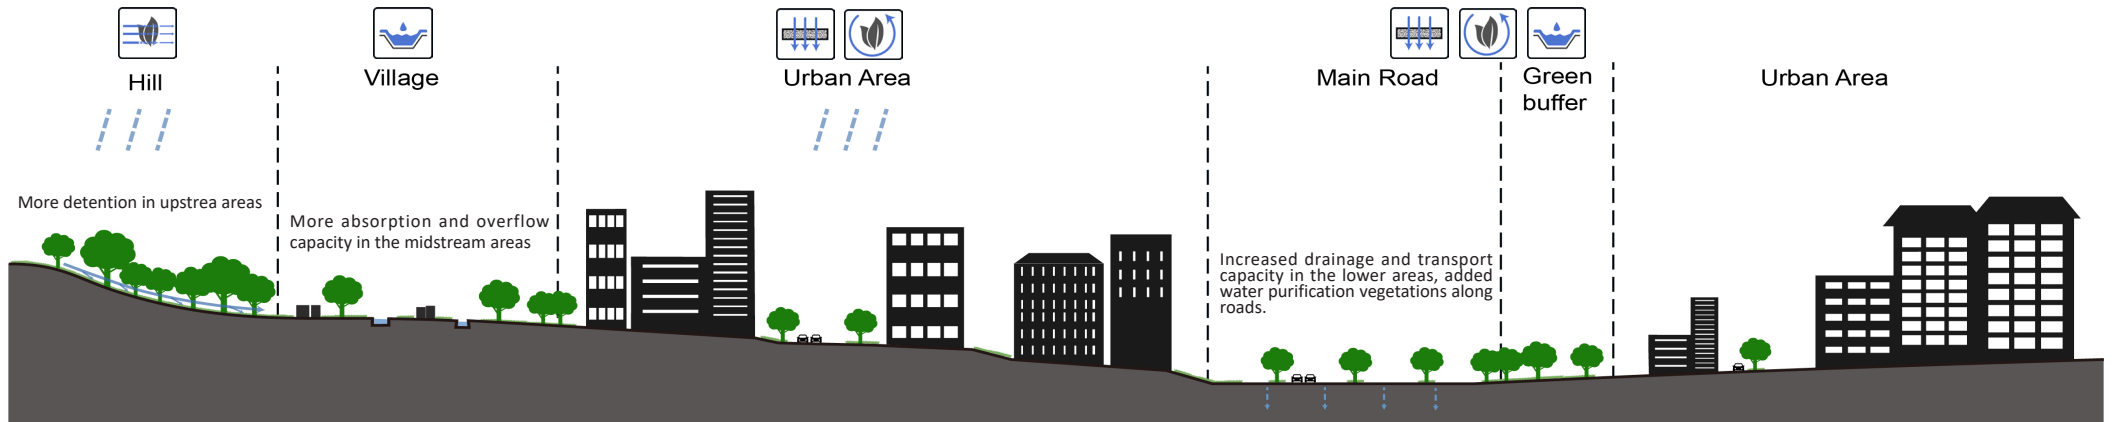 Hill
Village
Urban Area
Main Road
Green
buffer
Urban Area
More detention in upstrea areas
More absorption and overflow
capacity in the midstream areas
Increased drainage and transport
capacity in the lower areas, added
water purification vegetations along
roads.